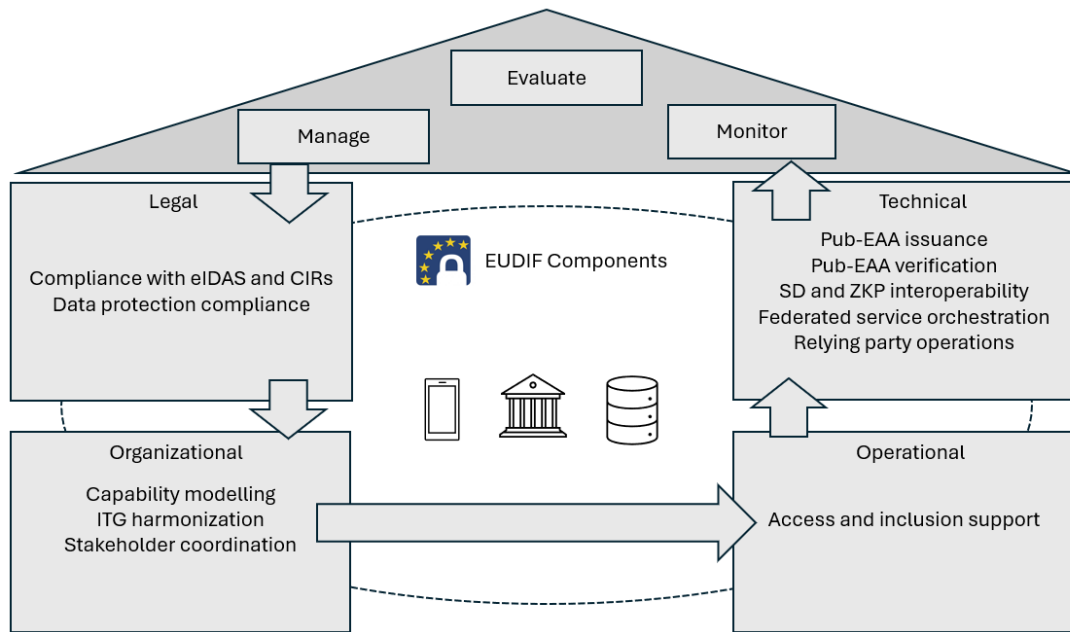 Evaluate
Manage
Monitor
Legal
Compliance with eIDAS and CIRs
Data protection compliance
Technical
Pub-EAA issuance
Pub-EAA verification
SD and ZKP interoperability
Federated service orchestration
Relying party operations
EUDIF Components
Organizational
Capability modelling
ITG harmonization
Stakeholder coordination
Operational
Access and inclusion support